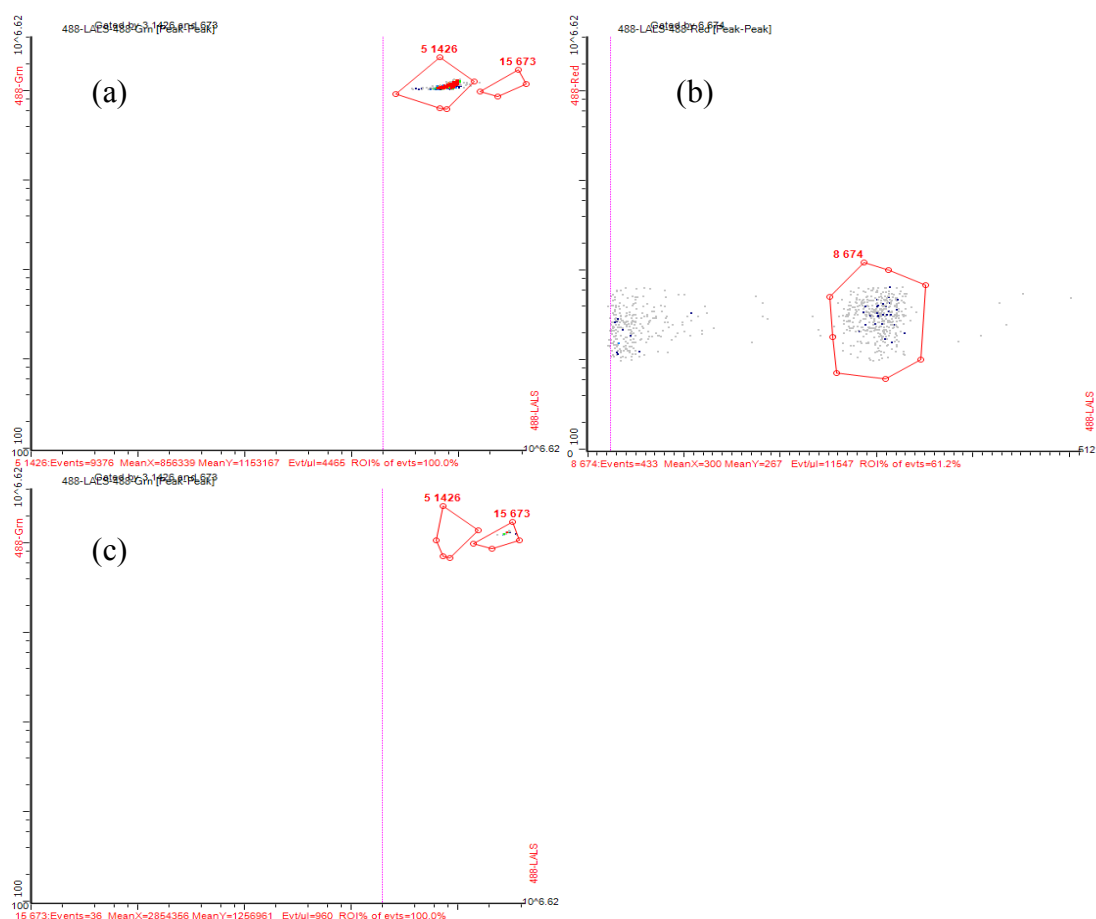 Gated by 3.1426 and 673
488-LALS-488-Grn [Peak-Peak]
10^6.62
488-Grn
(a)
5 1426
15 673
488-LALS
100
100
10^6.62
5 1426:Events=9376 MeanX=856339 MeanY=1153167 Evt/µl=4465 ROI% of evts=100.0%
Gated by 6.674
488-LALS-488-Red [Peak-Peak]
10^6.62
488-Red
(b)
8 674
488-LALS
100
0
512
8 674:Events=433 MeanX=300 MeanY=267 Evt/µl=11547 ROI% of evts=61.2%
Gated by 3.1426 and 673
488-LALS-488-Grn [Peak-Peak]
10^6.62
488-Grn
(c)
5 1426
15 673
488-LALS
100
100
10^6.62
15 673:Events=36 MeanX=2854366 MeanY=1256961 Evt/µl=960 ROI% of evts=100.0%